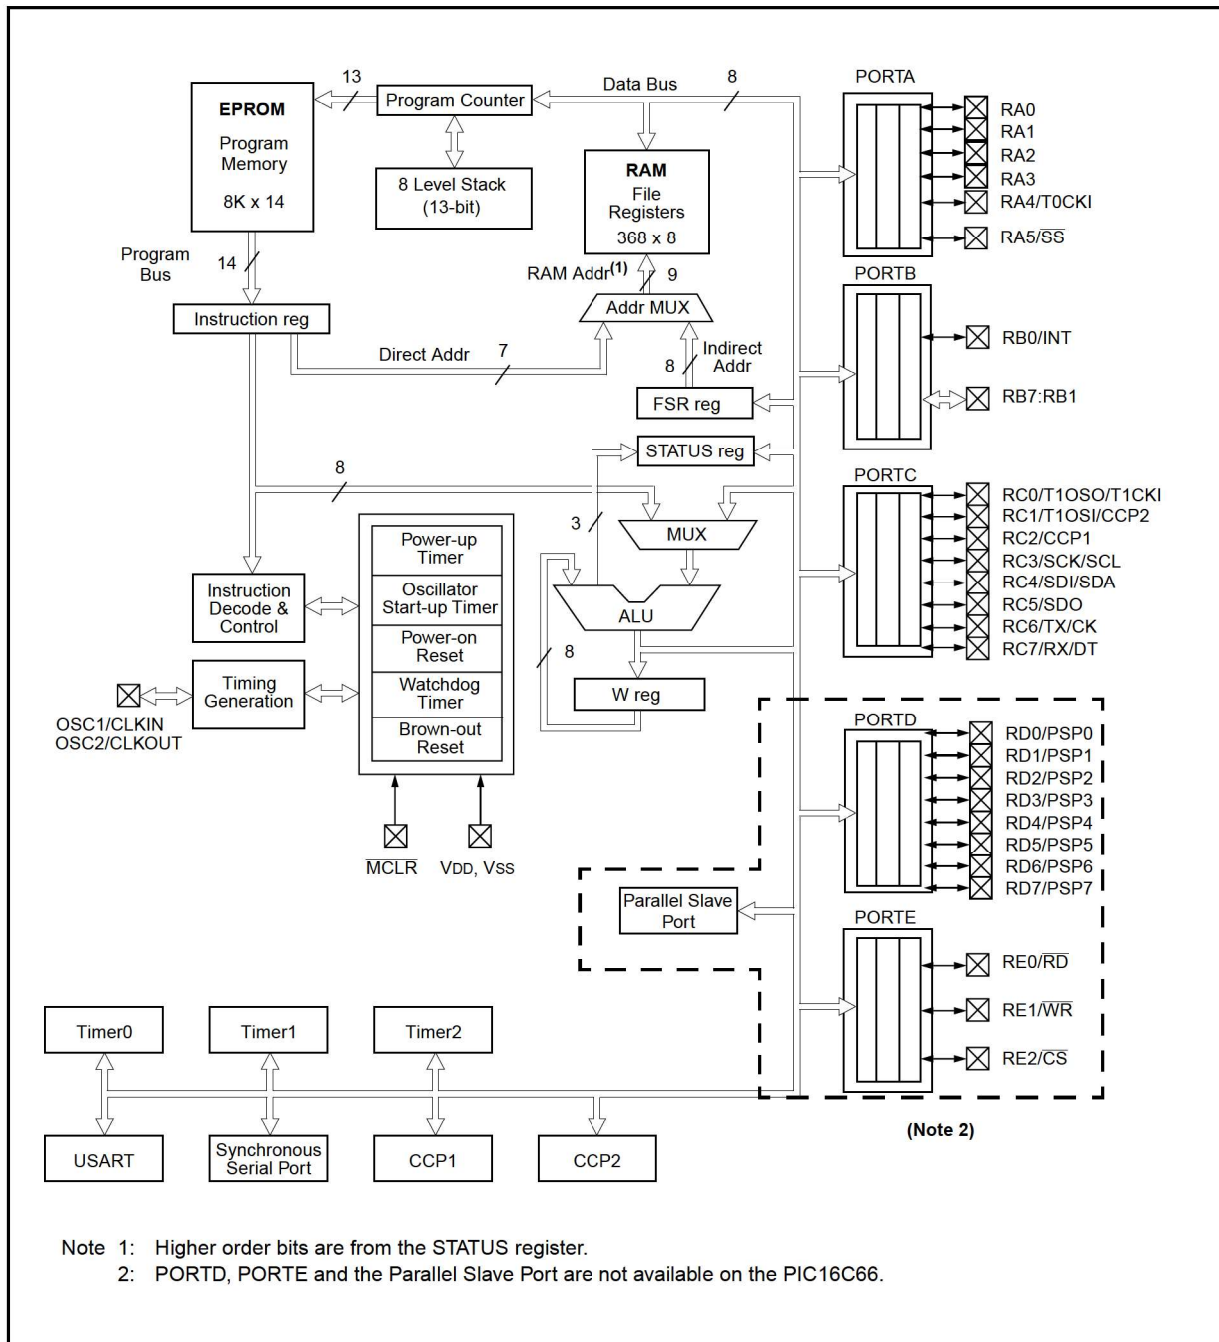 EPROM
Program
Memory
8K x 14
13
Program Counter
8 Level Stack
(13-bit)
Data Bus
8
RAM
File
Registers
368 x 8
RAM Addr(1)
9
Addr MUX
Program
Bus
14
Instruction reg
Direct Addr
7
8
Indirect
Addr
FSR reg
STATUS reg
8
3
MUX
ALU
8
W reg
Instruction
Decode &
Control
Timing
Generation
OSC1/CLKIN
OSC2/CLKOUT
Power-up
Timer
Oscillator
Start-up Timer
Power-on
Reset
Watchdog
Timer
Brown-out
Reset
MCLR
VDD, VSS
PORTA
RA0
RA1
RA2
RA3
RA4/T0CKI
RA5/SS
PORTB
RB0/INT
RB7:RB1
PORTC
RC0/T1OSO/T1CKI
RC1/T1OSI/CCP2
RC2/CCP1
RC3/SCK/SCL
RC4/SDI/SDA
RC5/SDO
RC6/TX/CK
RC7/RX/DT
PORTD
RD0/PSP0
RD1/PSP1
RD2/PSP2
RD3/PSP3
RD4/PSP4
RD5/PSP5
RD6/PSP6
RD7/PSP7
Parallel Slave
Port
PORTE
RE0/RD
RE1/WR
RE2/CS
(Note 2)
Timer0
Timer1
Timer2
USART
Synchronous
Serial Port
CCP1
CCP2
Note 1: Higher order bits are from the STATUS register.
2: PORTD, PORTE and the Parallel Slave Port are not available on the PIC16C66.